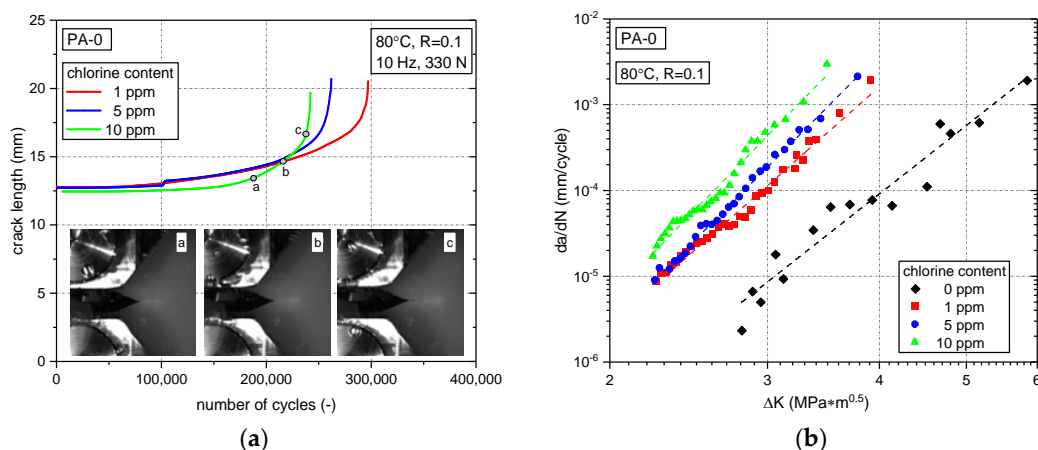 PA-0
80°C, R=0.1
10 Hz, 330 N
chlorine content
1 ppm
5 ppm
10 ppm
crack length (mm)
25
20
15
10
5
0
a
b
c
a
b
c
0
100,000
200,000
300,000
400,000
number of cycles (-)
(a)
PA-0
80°C, R=0.1
da/dN (mm/cycle)
10⁻²
10⁻³
10⁻⁴
10⁻⁵
10⁻⁶
chlorine content
0 ppm
1 ppm
5 ppm
10 ppm
2
3
4
5
6
ΔK (MPa∗m⁰·⁵)
(b)